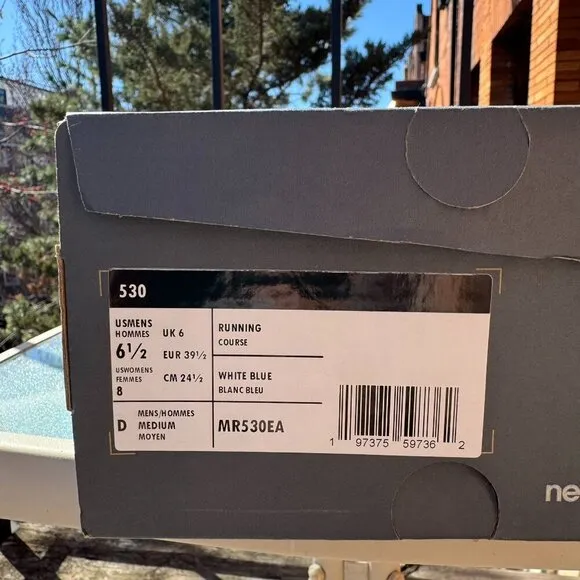 530
USMENS
HOMMES
UK 6
6½
EUR 39½
USWOMENS
FEMMES
CM 24½
8
RUNNING
COURSE
WHITE BLUE
BLANC BLEU
D
MENS/HOMMES
MEDIUM
MOYEN
MR530EA
1 97375 59736 2
ne